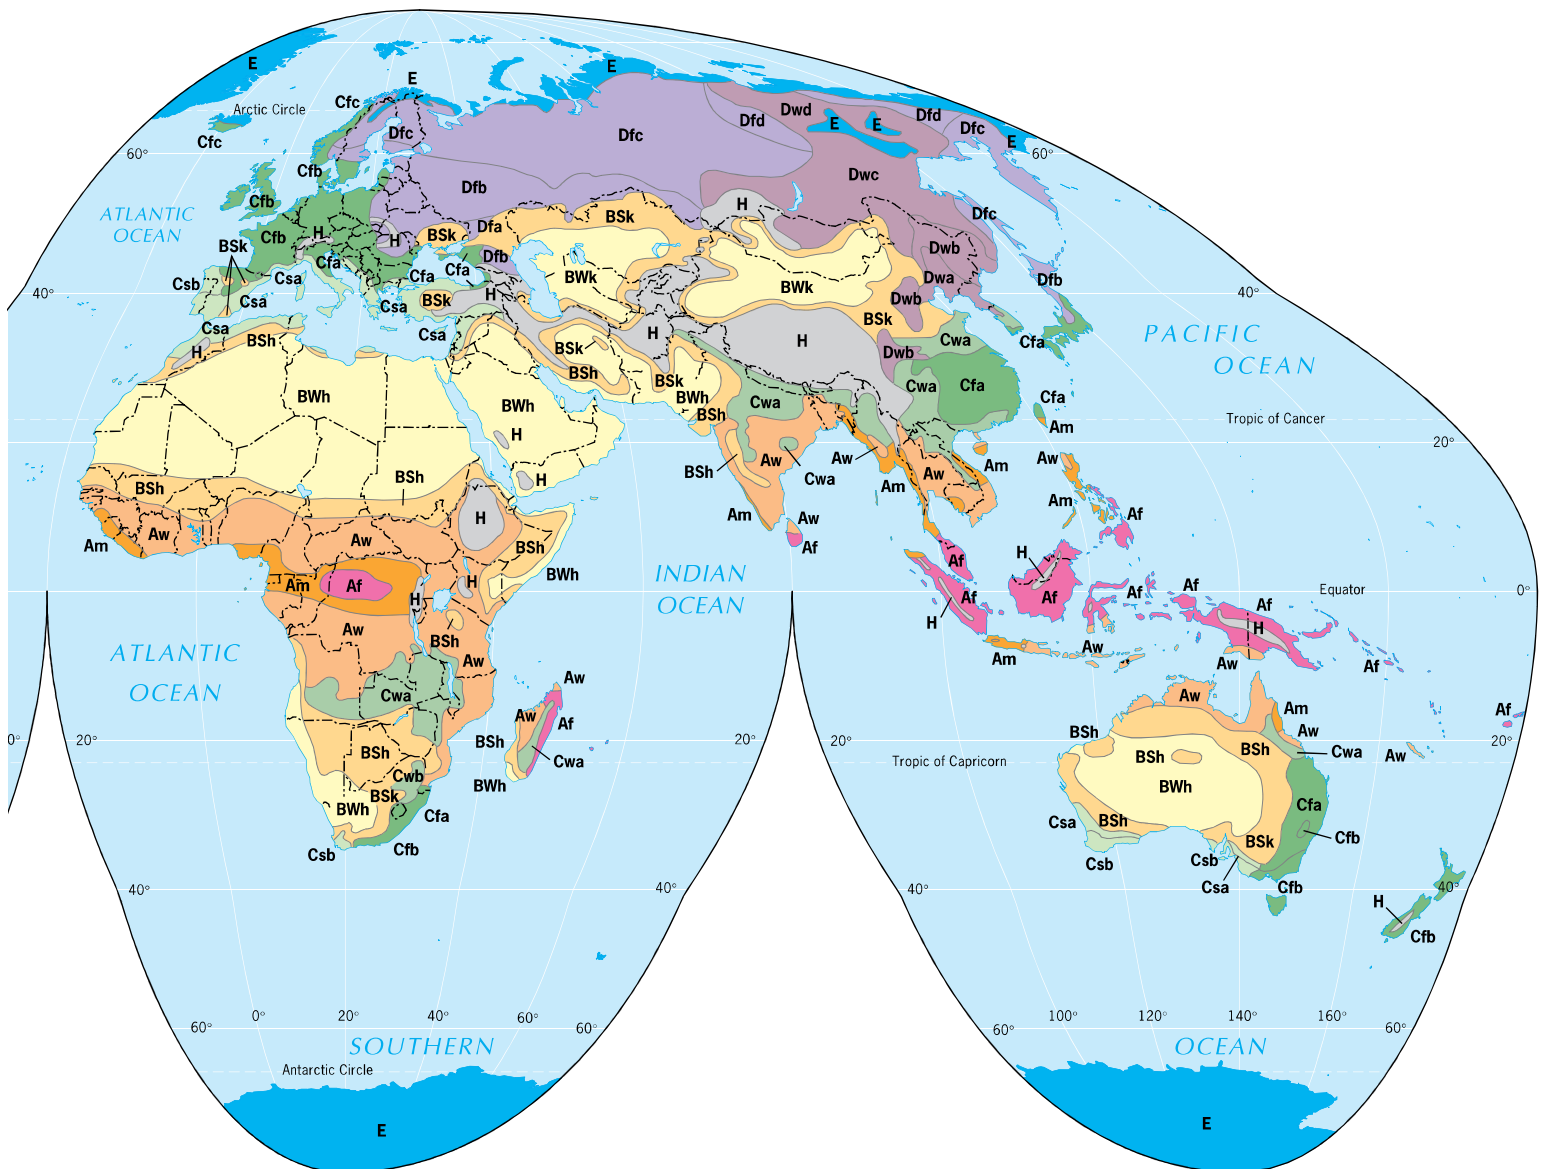 E
E
E
Cfc
Arctic Circle
Cfc
Dfc
Dfc
Dfd
Dwd
E
E
Dfd
Dfc
E
60°
60°
Cfb
Dwc
Dfb
Cfb
H
BSk
Dfc
ATLANTIC
OCEAN
BSk
Cfb
H
H
BSk
Dfa
Dwb
Csb
Csa
Cfa
Cfa
Cfa
Dfb
BWk
BWk
Dwa
Dfb
40°
Csa
Csa
BSk
H
Dwb
40°
Csa
Csa
BSk
PACIFIC
OCEAN
H
BSh
BSk
H
H
Dwb
Cwa
Cfa
BSh
BSk
BWh
BWh
BWh
BSh
Cwa
Cwa
Cfa
Cfa
Am
Tropic of Cancer
H
20°
BSh
BSh
H
BSh
Aw
Cwa
Aw
Am
Aw
Am
Aw
Am
Am
Aw
Aw
H
Am
Aw
Af
Af
BSh
H
Am
Af
H
H
BWh
INDIAN
OCEAN
Af
Af
H
Af
Af
Af
Af
H
Equator
0°
Aw
BSh
Aw
Am
Aw
Aw
Af
ATLANTIC
OCEAN
Cwa
Aw
Aw
Af
Aw
Am
Af
0°
20°
BSh
BSh
Cwa
20°
20°
BSh
BSh
BSh
Aw
Cwa
Aw
20°
Tropic of Capricorn
Cwb
BSk
BWh
BWh
BWh
Cfa
Csb
Cfb
Csa
BSh
Cfa
Cfb
BSk
Csb
Csb
Csa
Cfb
40°
40°
40°
40°
H
Cfb
60°
0°
20°
40°
60°
60°
60°
100°
120°
140°
160°
60°
SOUTHERN
OCEAN
Antarctic Circle
E
E